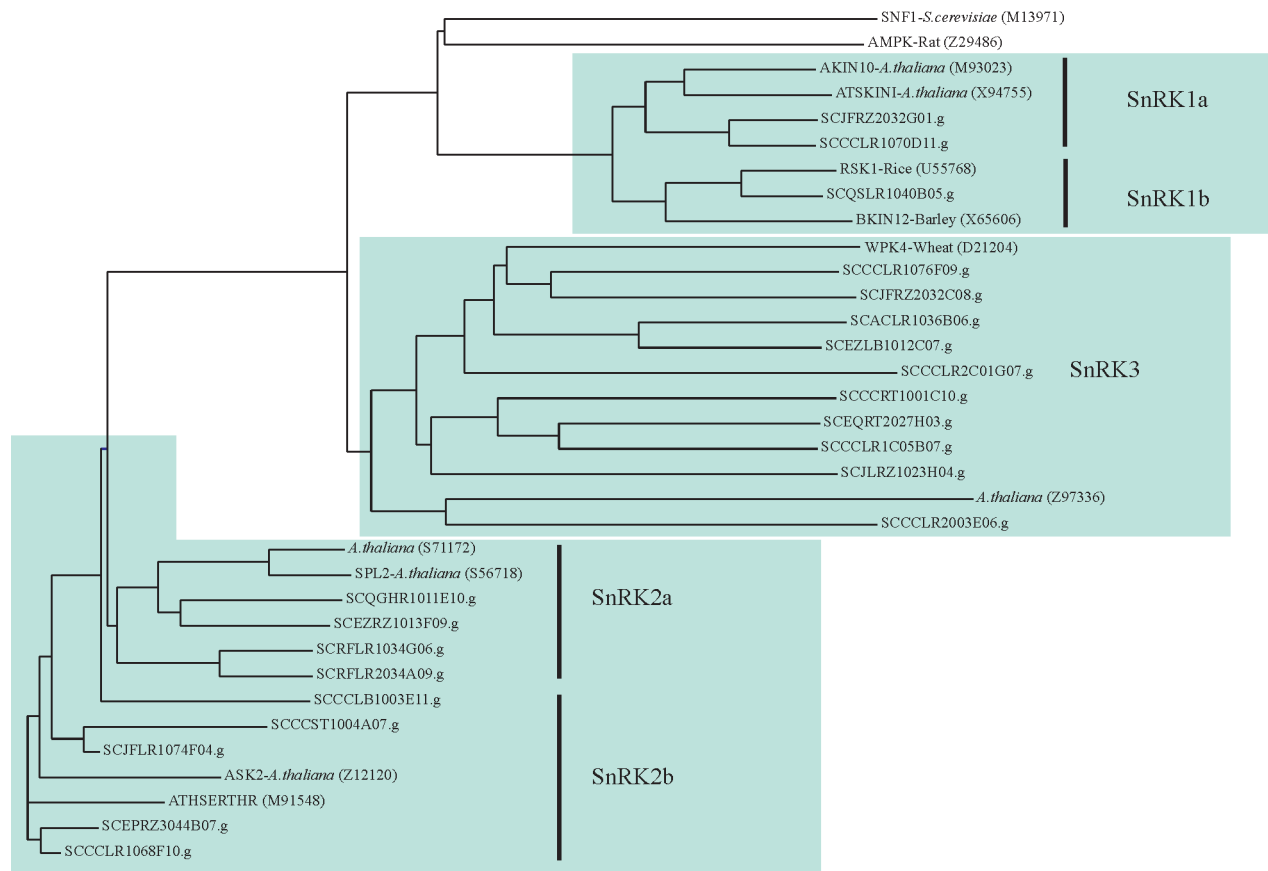 SNF1-S.cerevisiae (M13971)
AMPK-Rat (Z29486)
AKIN10-A.thaliana (M93023)
ATSKINI-A.thaliana (X94755)
SnRK1a
SCJFRZ2032G01.g
SCCCLR1070D11.g
RSK1-Rice (U55768)
SCQSLR1040B05.g
SnRK1b
BKIN12-Barley (X65606)
WPK4-Wheat (D21204)
SCCCLR1076F09.g
SCJFRZ2032C08.g
SCACLR1036B06.g
SCEZLB1012C07.g
SCCCLR2C01G07.g
SnRK3
SCCCRT1001C10.g
SCEQRT2027H03.g
SCCCLR1C05B07.g
SCJLRZ1023H04.g
A.thaliana (Z97336)
SCCCLR2003E06.g
A.thaliana (S71172)
SPL2-A.thaliana (S56718)
SCQGHR1011E10.g
SnRK2a
SCEZRZ1013F09.g
SCRFLR1034G06.g
SCRFLR2034A09.g
SCCCLB1003E11.g
SCCCST1004A07.g
SCJFLR1074F04.g
ASK2-A.thaliana (Z12120)
SnRK2b
ATHSERTHR (M91548)
SCEPRZ3044B07.g
SCCCLR1068F10.g